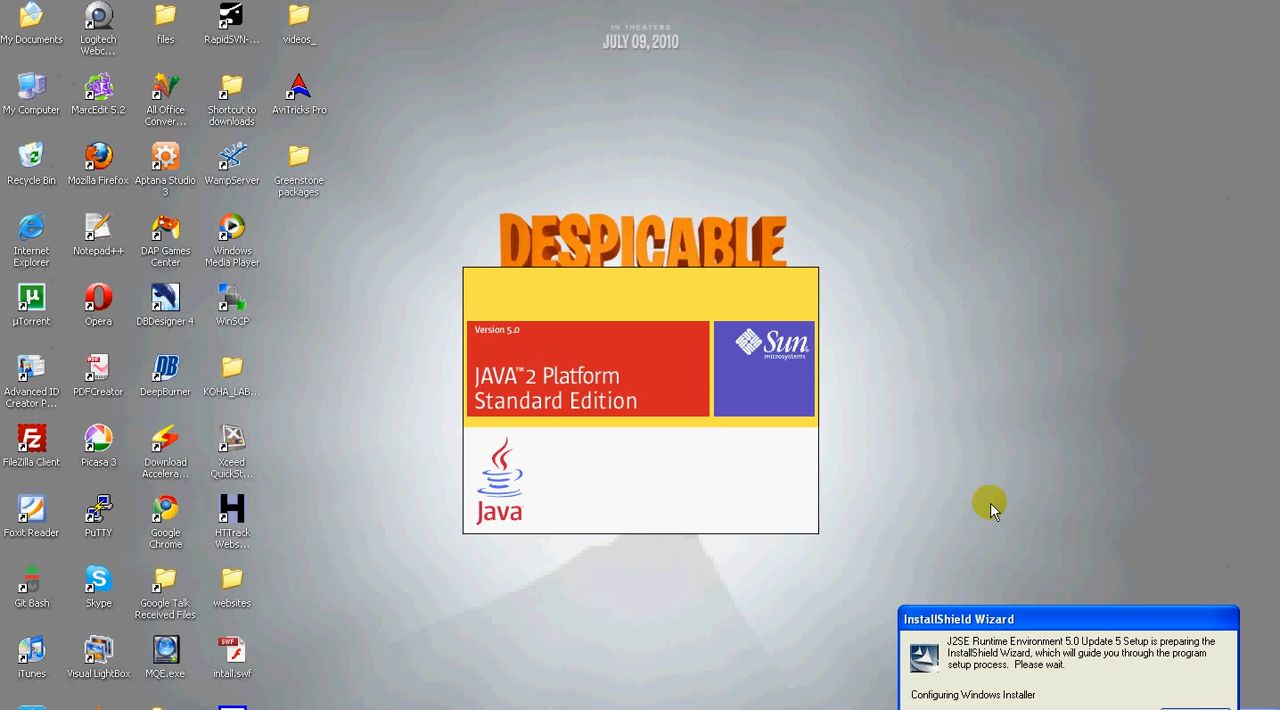 My Documents
Logitech
Webc...
files
RapidSVN-...
videos_
IN THEATERS
JULY 09, 2010
My Computer
MarcEdit 5.2
All Office
Conver...
Shortcut to
downloads
AviTricks Pro
Recycle Bin
Mozilla Firefox
Aptana Studio
3
WampServer
Greenstone
packages
DESPICABLE
Internet
Explorer
Notepad++
DAP Games
Center
Windows
Media Player
µTorrent
Opera
DBDesigner 4
WinSCP
Version 5.0
JAVA™2 Platform
Standard Edition
Sun
microsystems
Java
Advanced ID
Creator P...
PDFCreator
DB
DeepBurner
KOHA_LAB...
FileZilla Client
Picasa 3
Download
Accelera...
Xceed
QuickSt...
Foxit Reader
PuTTY
Google
Chrome
HTTrack
Webs...
Git Bash
Skype
Google Talk
Received Files
websites
iTunes
Visual LightBox
MQE.exe
SWF
intall.swf
InstallShield Wizard
J2SE Runtime Environment 5.0 Update 5 Setup is preparing the
InstallShield Wizard, which will guide you through the program
setup process. Please wait.
Configuring Windows Installer